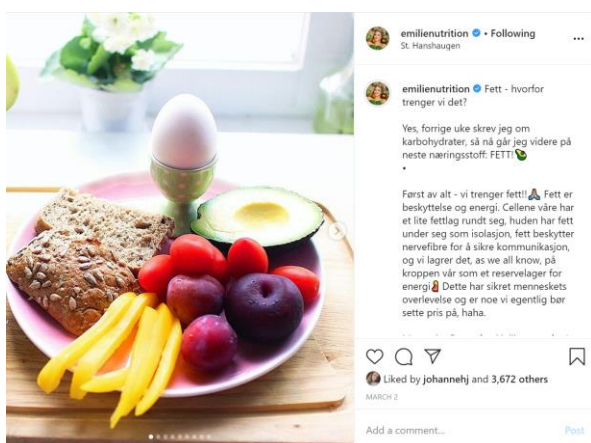 emilienutrition • Following
St. Hanshaugen
emilienutrition Fett - hvorfor
trenger vi det?
Yes, forrige uke skrev jeg om
karbohydrater, så nå går jeg videre på
neste næringsstoff: FETT!🥑
•
Først av alt - vi trenger fett!!🙏🏼 Fett er
beskyttelse og energi. Cellene våre har
et lite fettlag rundt seg, huden har fett
under seg som isolasjon, fett beskytter
nervefibre for å sikre kommunikasjon,
og vi lagrer det, as we all know, på
kroppen vår som et reservelager for
energi💃 Dette har sikret menneskets
overlevelse og er noe vi egentlig bør
sette pris på, haha.
Liked by johannehj and 3,672 others
MARCH 2
Add a comment...
Post